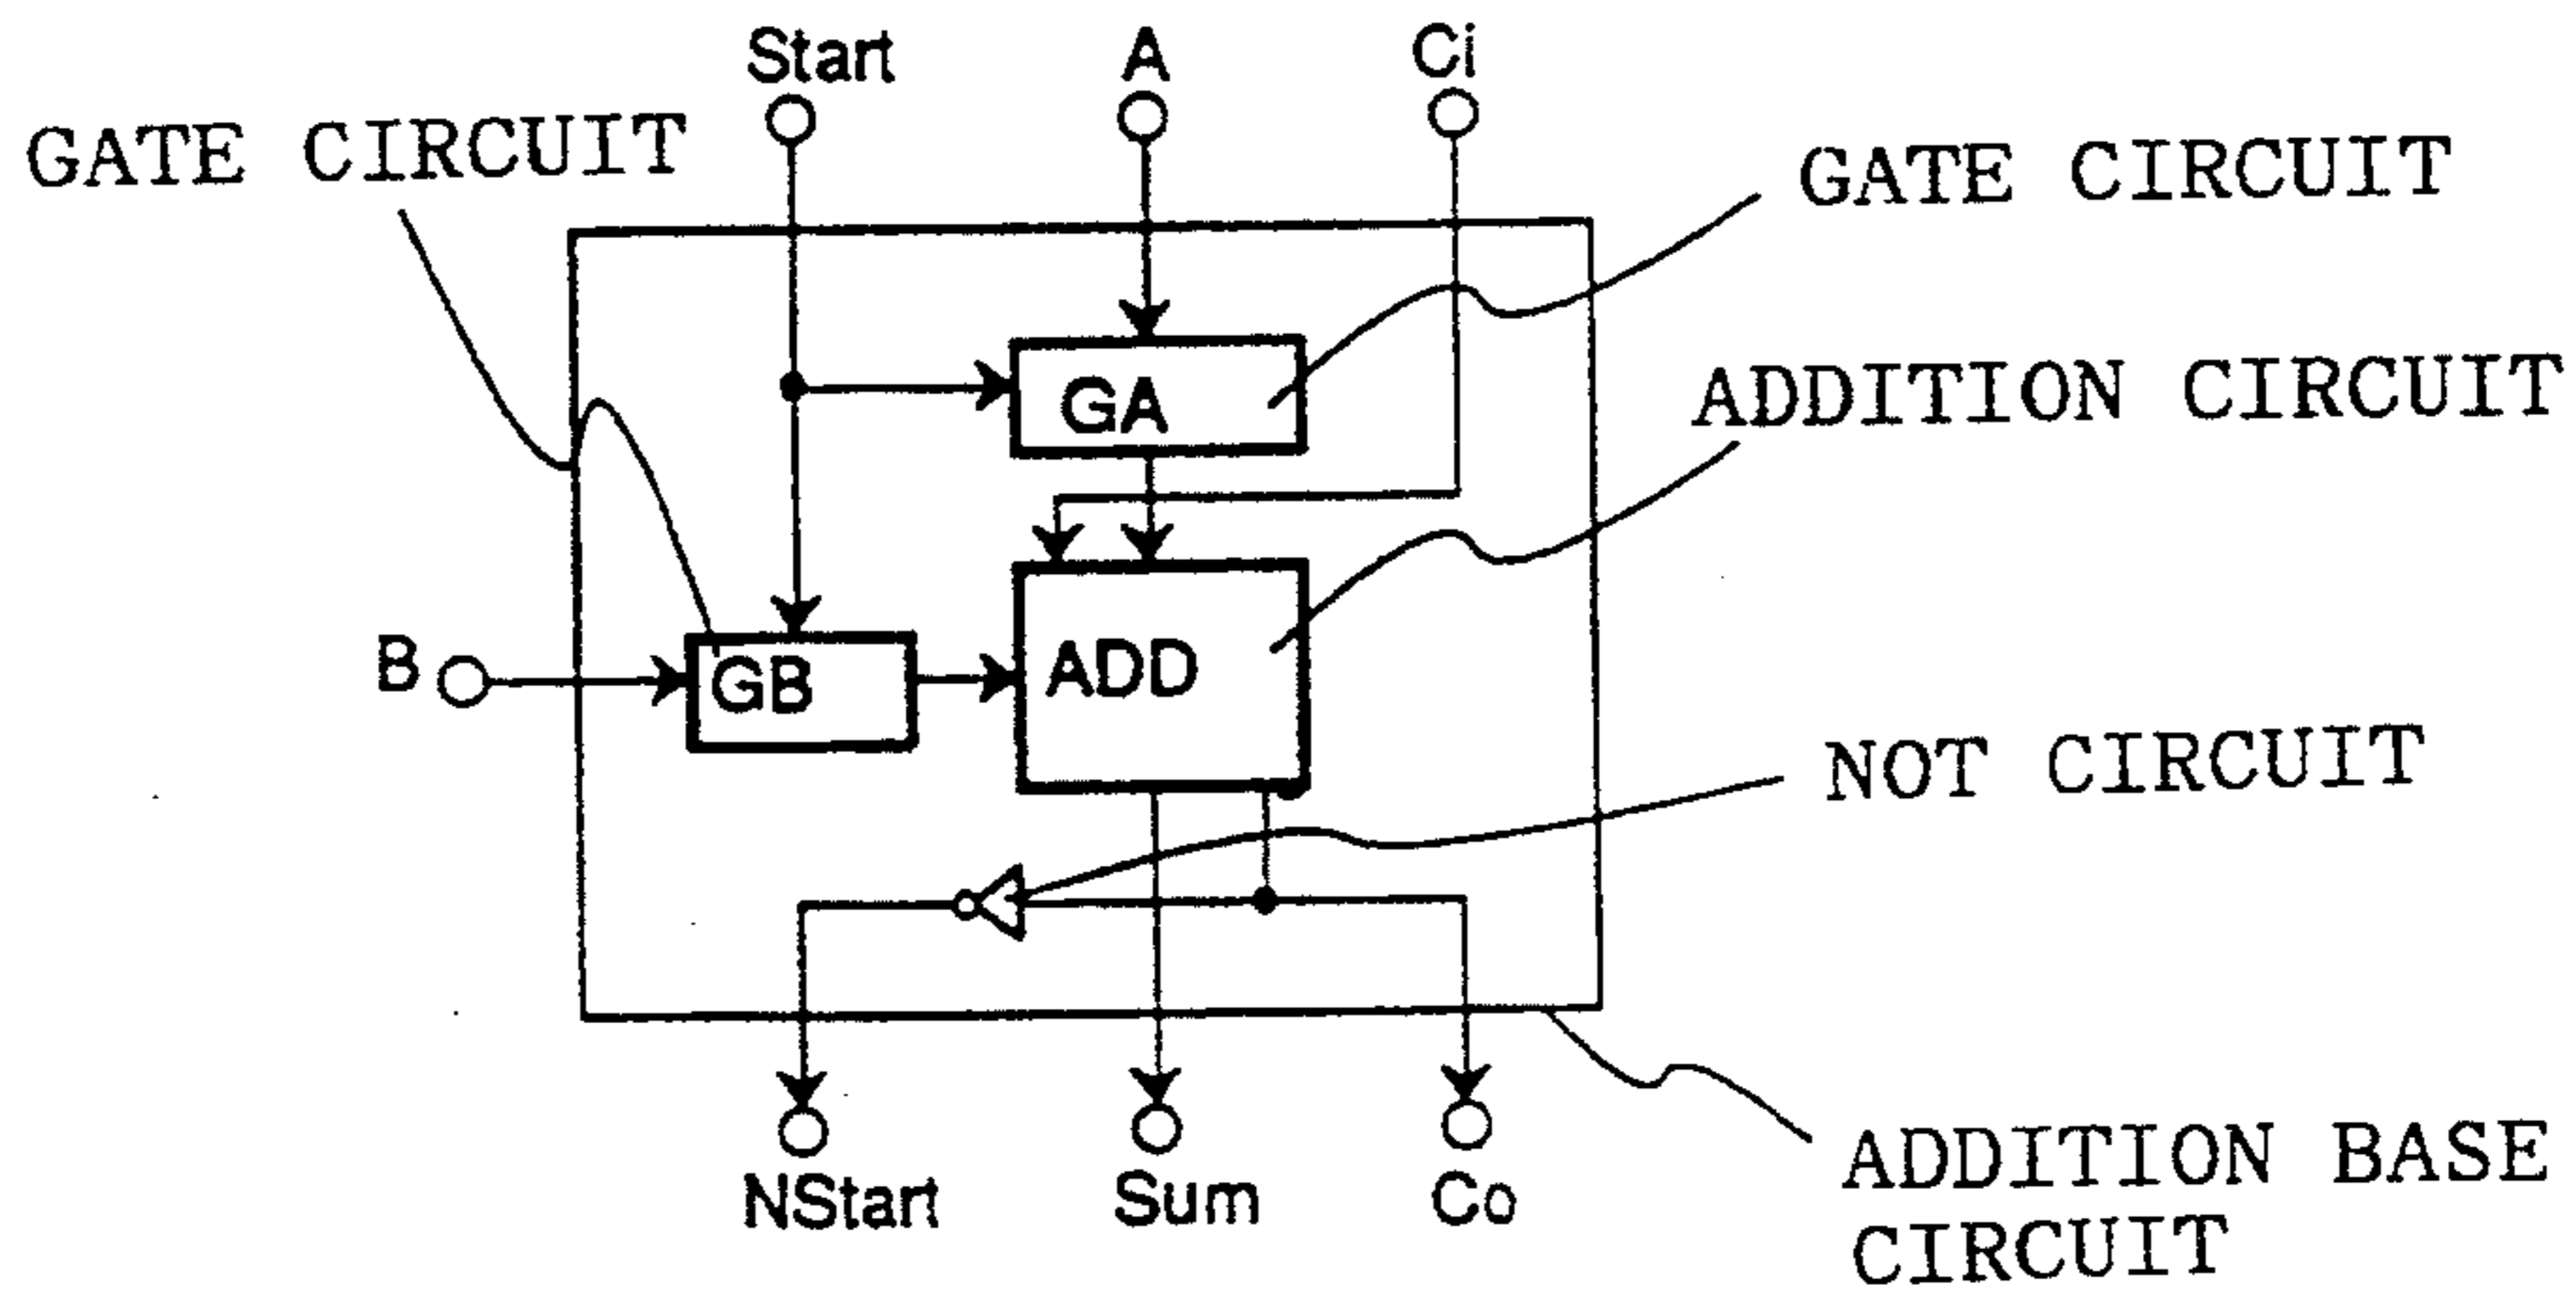 Start
A
Ci
GATE CIRCUIT
GATE CIRCUIT
GA
ADDITION CIRCUIT
B
GB
ADD
NOT CIRCUIT
NStart
Sum
Co
ADDITION BASE
CIRCUIT